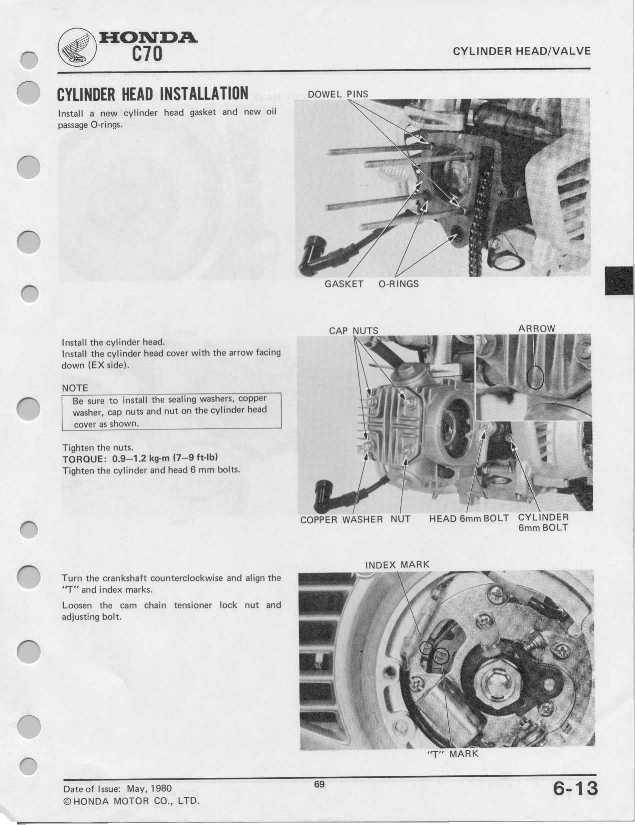 HONDA
C70
CYLINDER HEAD/VALVE
CYLINDER HEAD INSTALLATION
Install a new cylinder head gasket and new oil
passage O-rings.
DOWEL PINS
GASKET O-RINGS
Install the cylinder head.
Install the cylinder head cover with the arrow facing
down (EX side).
NOTE
Be sure to install the sealing washers, copper
washer, cap nuts and nut on the cylinder head
cover as shown.
Tighten the nuts.
TORQUE: 0.9–1.2 kg-m (7–9 ft-lb)
Tighten the cylinder and head 6 mm bolts.
CAP NUTS
ARROW
COPPER WASHER NUT HEAD 6mm BOLT CYLINDER
6mm BOLT
Turn the crankshaft counterclockwise and align the
"T" and index marks.
Loosen the cam chain tensioner lock nut and
adjusting bolt.
INDEX MARK
"T" MARK
Date of Issue: May, 1980
© HONDA MOTOR CO., LTD.
69
6-13